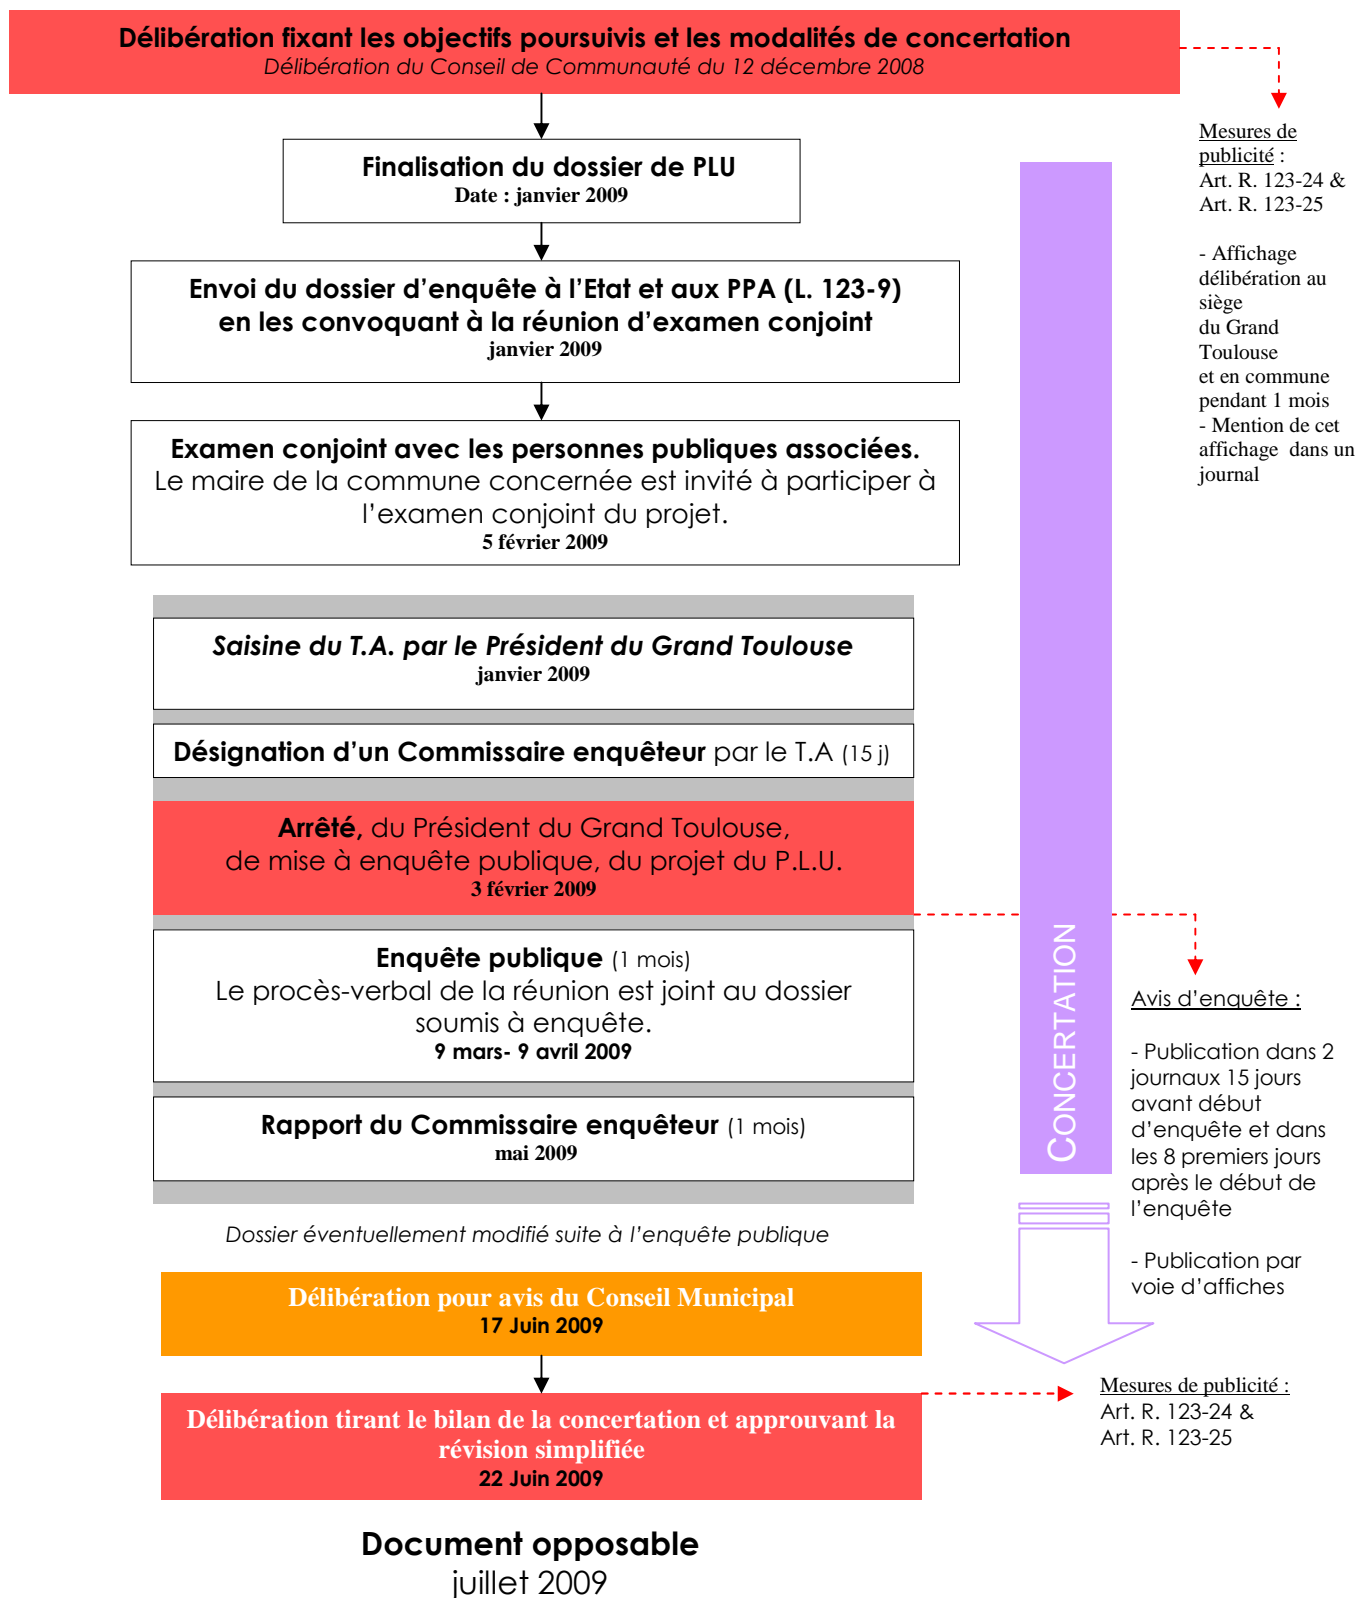 Délibération fixant les objectifs poursuivis et les modalités de concertation
Délibération du Conseil de Communauté du 12 décembre 2008
Mesures de
publicité :
Art. R. 123-24 &
Art. R. 123-25
- Affichage
délibération au
siège
du Grand
Toulouse
et en commune
pendant 1 mois
- Mention de cet
affichage dans un
journal
Finalisation du dossier de PLU
Date : janvier 2009
Envoi du dossier d’enquête à l’Etat et aux PPA (L. 123-9)
en les convoquant à la réunion d’examen conjoint
janvier 2009
Examen conjoint avec les personnes publiques associées.
Le maire de la commune concernée est invité à participer à
l’examen conjoint du projet.
5 février 2009
Saisine du T.A. par le Président du Grand Toulouse
janvier 2009
Désignation d’un Commissaire enquêteur par le T.A (15 j)
Arrêté, du Président du Grand Toulouse,
de mise à enquête publique, du projet du P.L.U.
3 février 2009
Enquête publique (1 mois)
Le procès-verbal de la réunion est joint au dossier
soumis à enquête.
9 mars- 9 avril 2009
Rapport du Commissaire enquêteur (1 mois)
mai 2009
CONCERTATION
Avis d’enquête :
- Publication dans 2
journaux 15 jours
avant début
d’enquête et dans
les 8 premiers jours
après le début de
l’enquête
- Publication par
voie d’affiches
Dossier éventuellement modifié suite à l’enquête publique
Délibération pour avis du Conseil Municipal
17 Juin 2009
Délibération tirant le bilan de la concertation et approuvant la
révision simplifiée
22 Juin 2009
Mesures de publicité :
Art. R. 123-24 &
Art. R. 123-25
Document opposable
juillet 2009